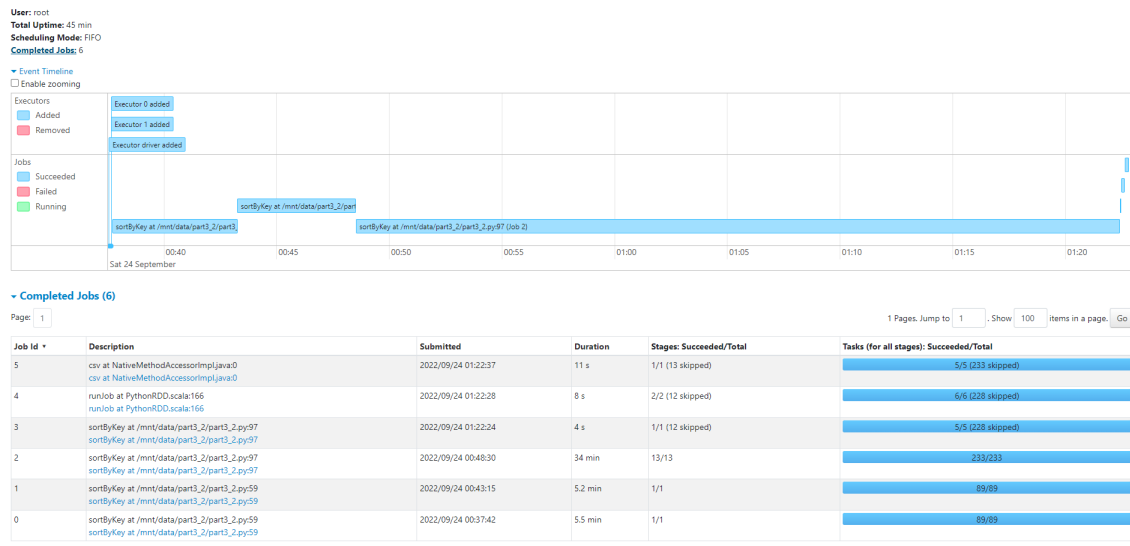 User: root
Total Uptime: 45 min
Scheduling Mode: FIFO
Completed Jobs: 6
Event Timeline
Enable zooming
Executors
Added
Removed
Executor 0 added
Executor 1 added
Executor driver added
Jobs
Succeeded
Failed
Running
sortByKey at /mnt/data/part3_2/part
sortByKey at /mnt/data/part3_2/part3_
sortByKey at /mnt/data/part3_2/part3_2.py:97 (Job 2)
00:40 00:45 00:50 00:55 01:00 01:05 01:10 01:15 01:20
Sat 24 September
Completed Jobs (6)
Page: 1
1 Pages. Jump to 1 . Show 100 items in a page. Go
Job Id Description Submitted Duration Stages: Succeeded/Total Tasks (for all stages): Succeeded/Total
5 csv at NativeMethodAccessorImpl.java:0 2022/09/24 01:22:37 11 s 1/1 (13 skipped) 5/5 (233 skipped)
csv at NativeMethodAccessorImpl.java:0
4 runJob at PythonRDD.scala:166 2022/09/24 01:22:28 8 s 2/2 (12 skipped) 6/6 (228 skipped)
runJob at PythonRDD.scala:166
3 sortByKey at /mnt/data/part3_2/part3_2.py:97 2022/09/24 01:22:24 4 s 1/1 (12 skipped) 5/5 (228 skipped)
sortByKey at /mnt/data/part3_2/part3_2.py:97
2 sortByKey at /mnt/data/part3_2/part3_2.py:97 2022/09/24 00:48:30 34 min 13/13 233/233
sortByKey at /mnt/data/part3_2/part3_2.py:97
1 sortByKey at /mnt/data/part3_2/part3_2.py:59 2022/09/24 00:43:15 5.2 min 1/1 89/89
sortByKey at /mnt/data/part3_2/part3_2.py:59
0 sortByKey at /mnt/data/part3_2/part3_2.py:59 2022/09/24 00:37:42 5.5 min 1/1 89/89
sortByKey at /mnt/data/part3_2/part3_2.py:59